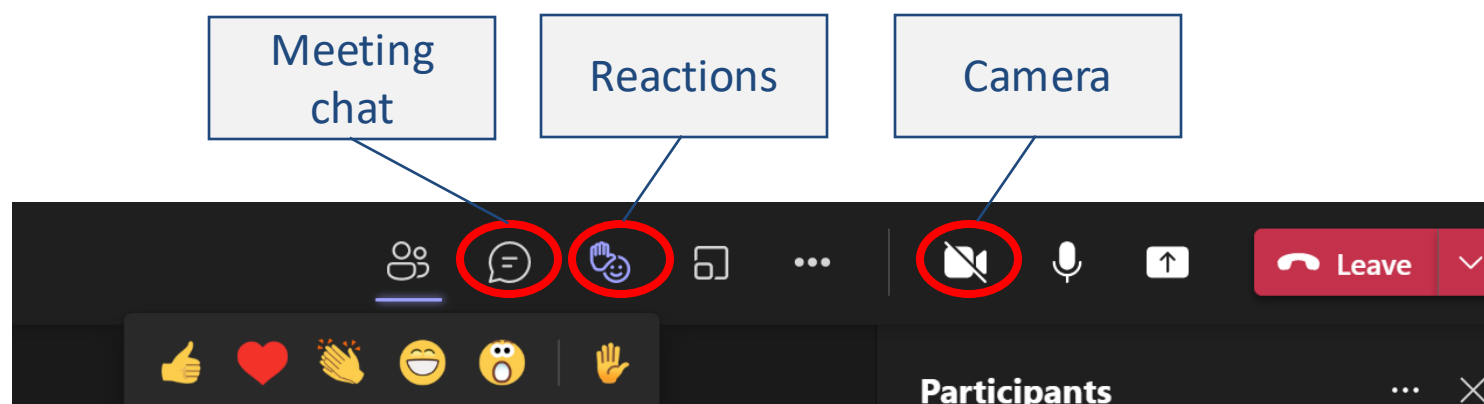 Meeting
chat
Reactions
Camera
Leave
Participants